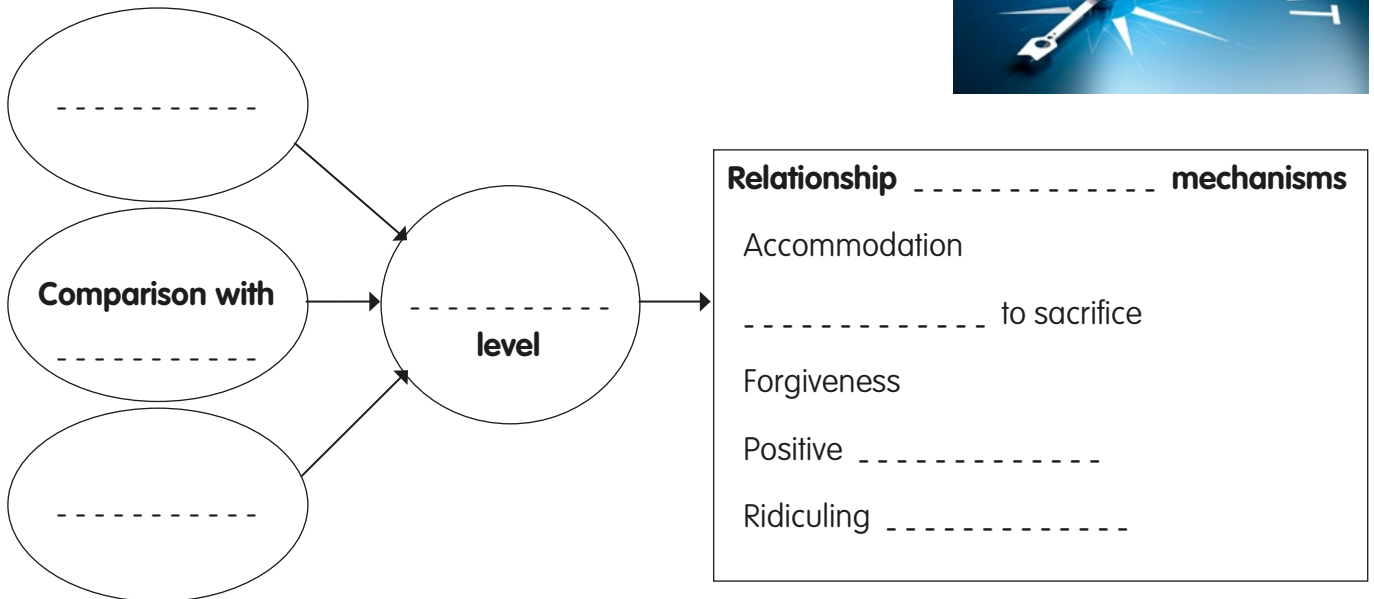 _ _ _ _ _ _ _ _ _ _ _
Comparison with
_ _ _ _ _ _ _ _ _ _ _
_ _ _ _ _ _ _ _ _ _ _
_ _ _ _ _ _ _ _ _ _ _
level
Relationship _ _ _ _ _ _ _ _ _ _ _ _ _ mechanisms
Accommodation
_ _ _ _ _ _ _ _ _ _ _ _ _ to sacrifice
Forgiveness
Positive _ _ _ _ _ _ _ _ _ _ _ _ _
Ridiculing _ _ _ _ _ _ _ _ _ _ _ _ _